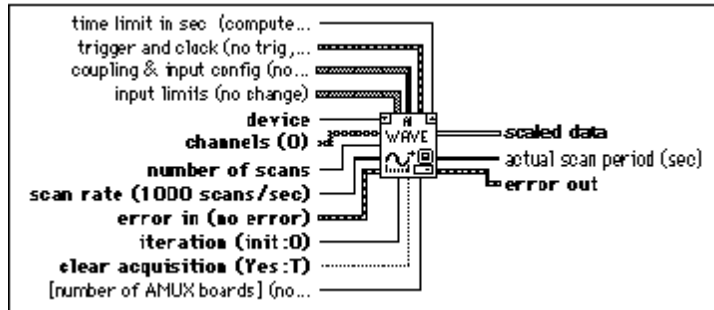 time limit in sec (compute...
trigger and clock (no trig,...
coupling & input config (no...
input limits (no change)
device
channels (0)
number of scans
scan rate (1000 scans/sec)
error in (no error)
iteration (init:0)
clear acquisition (Yes:T)
[number of AMUX boards] (no...
AI
WAVE
scaled data
actual scan period (sec)
error out